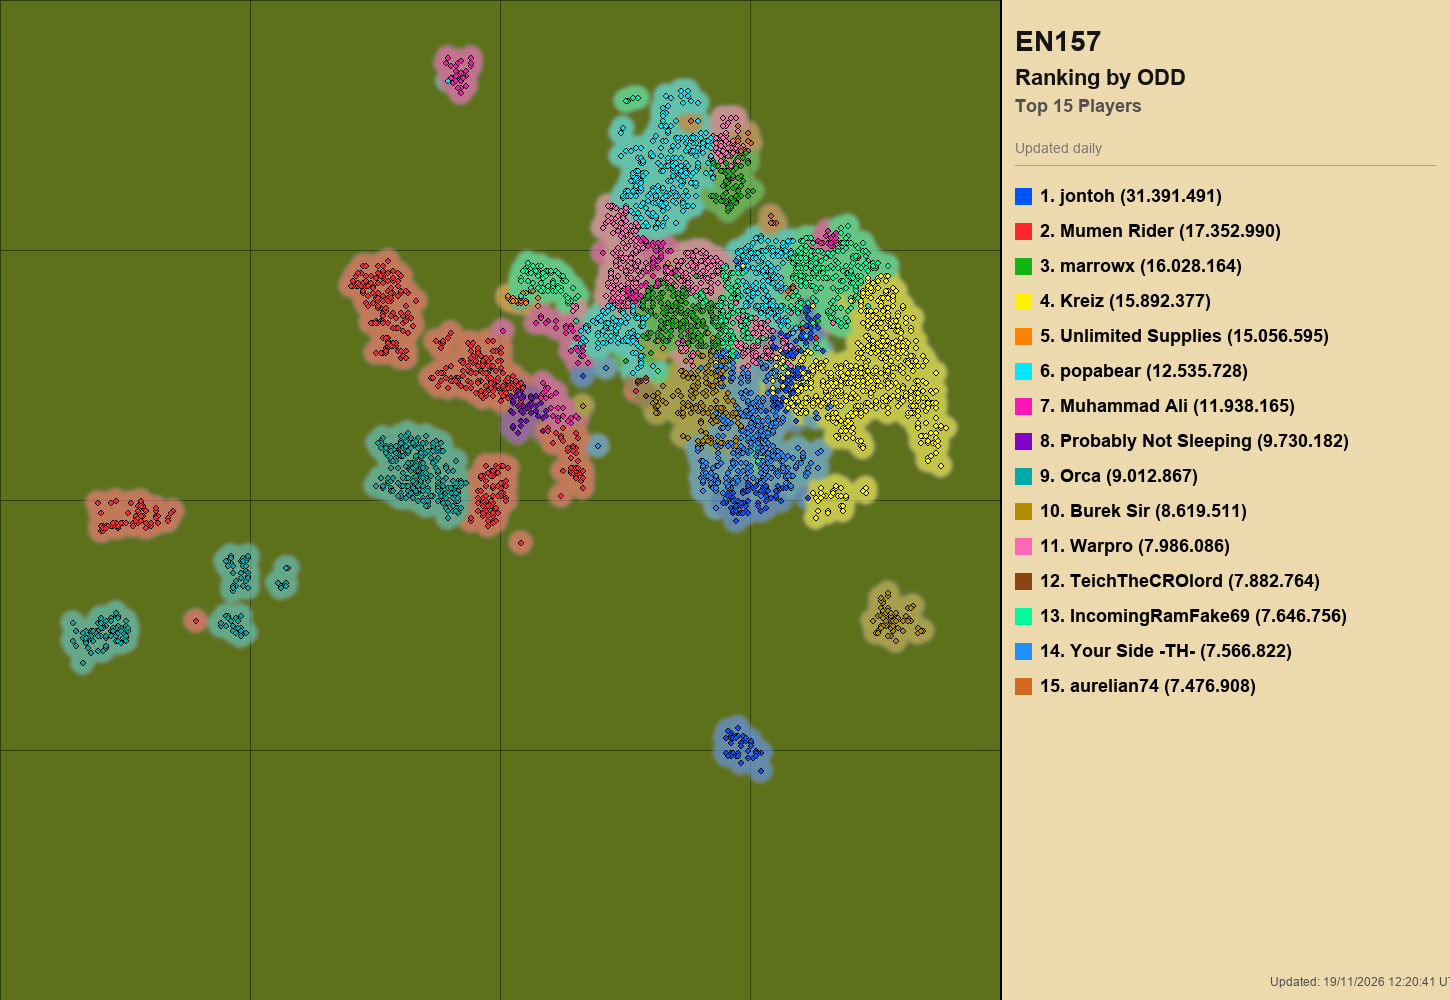 EN157
Ranking by ODD
Top 15 Players
Updated daily
1. jontoh (31.391.491)
2. Mumen Rider (17.352.990)
3. marrowx (16.028.164)
4. Kreiz (15.892.377)
5. Unlimited Supplies (15.056.595)
6. popabear (12.535.728)
7. Muhammad Ali (11.938.165)
8. Probably Not Sleeping (9.730.182)
9. Orca (9.012.867)
10. Burek Sir (8.619.511)
11. Warpro (7.986.086)
12. TeichTheCROlord (7.882.764)
13. IncomingRamFake69 (7.646.756)
14. Your Side -TH- (7.566.822)
15. aurelian74 (7.476.908)
Updated: 19/11/2026 12:20:41